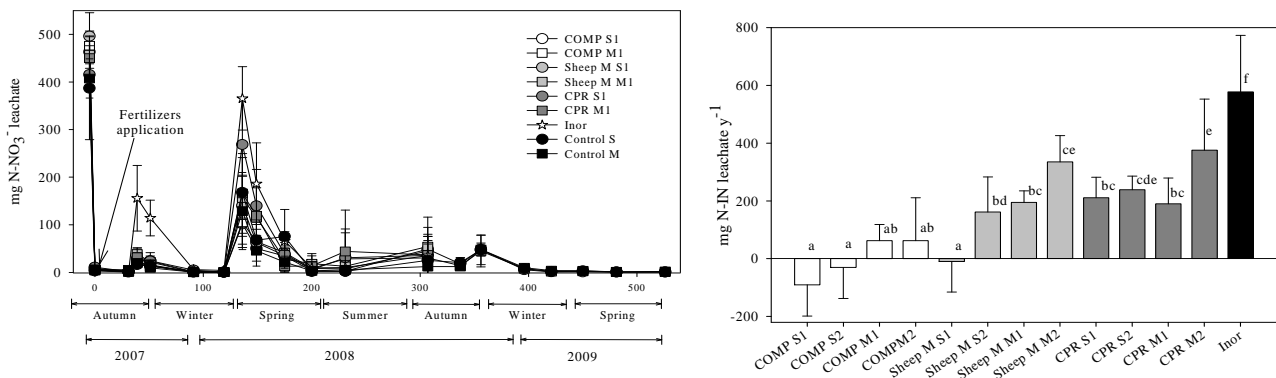 mg N-NO3⁻ leachate
500
400
300
200
100
0
Fertilizers
application
COMP S1
COMP M1
Sheep M S1
Sheep M M1
CPR S1
CPR M1
Inor
Control S
Control M
0 100 200 300 400 500
Autumn Winter Spring Summer Autumn Winter Spring
2007 2008 2009
mg N-IN leachate y⁻¹
800
600
400
200
0
-200
a a ab ab a bd bc ce bc cde bc e f
COMP S1
COMP S2
COMP M1
COMPM2
Sheep M S1
Sheep M S2
Sheep M M1
Sheep M M2
CPR S1
CPR S2
CPR M1
CPR M2
Inor